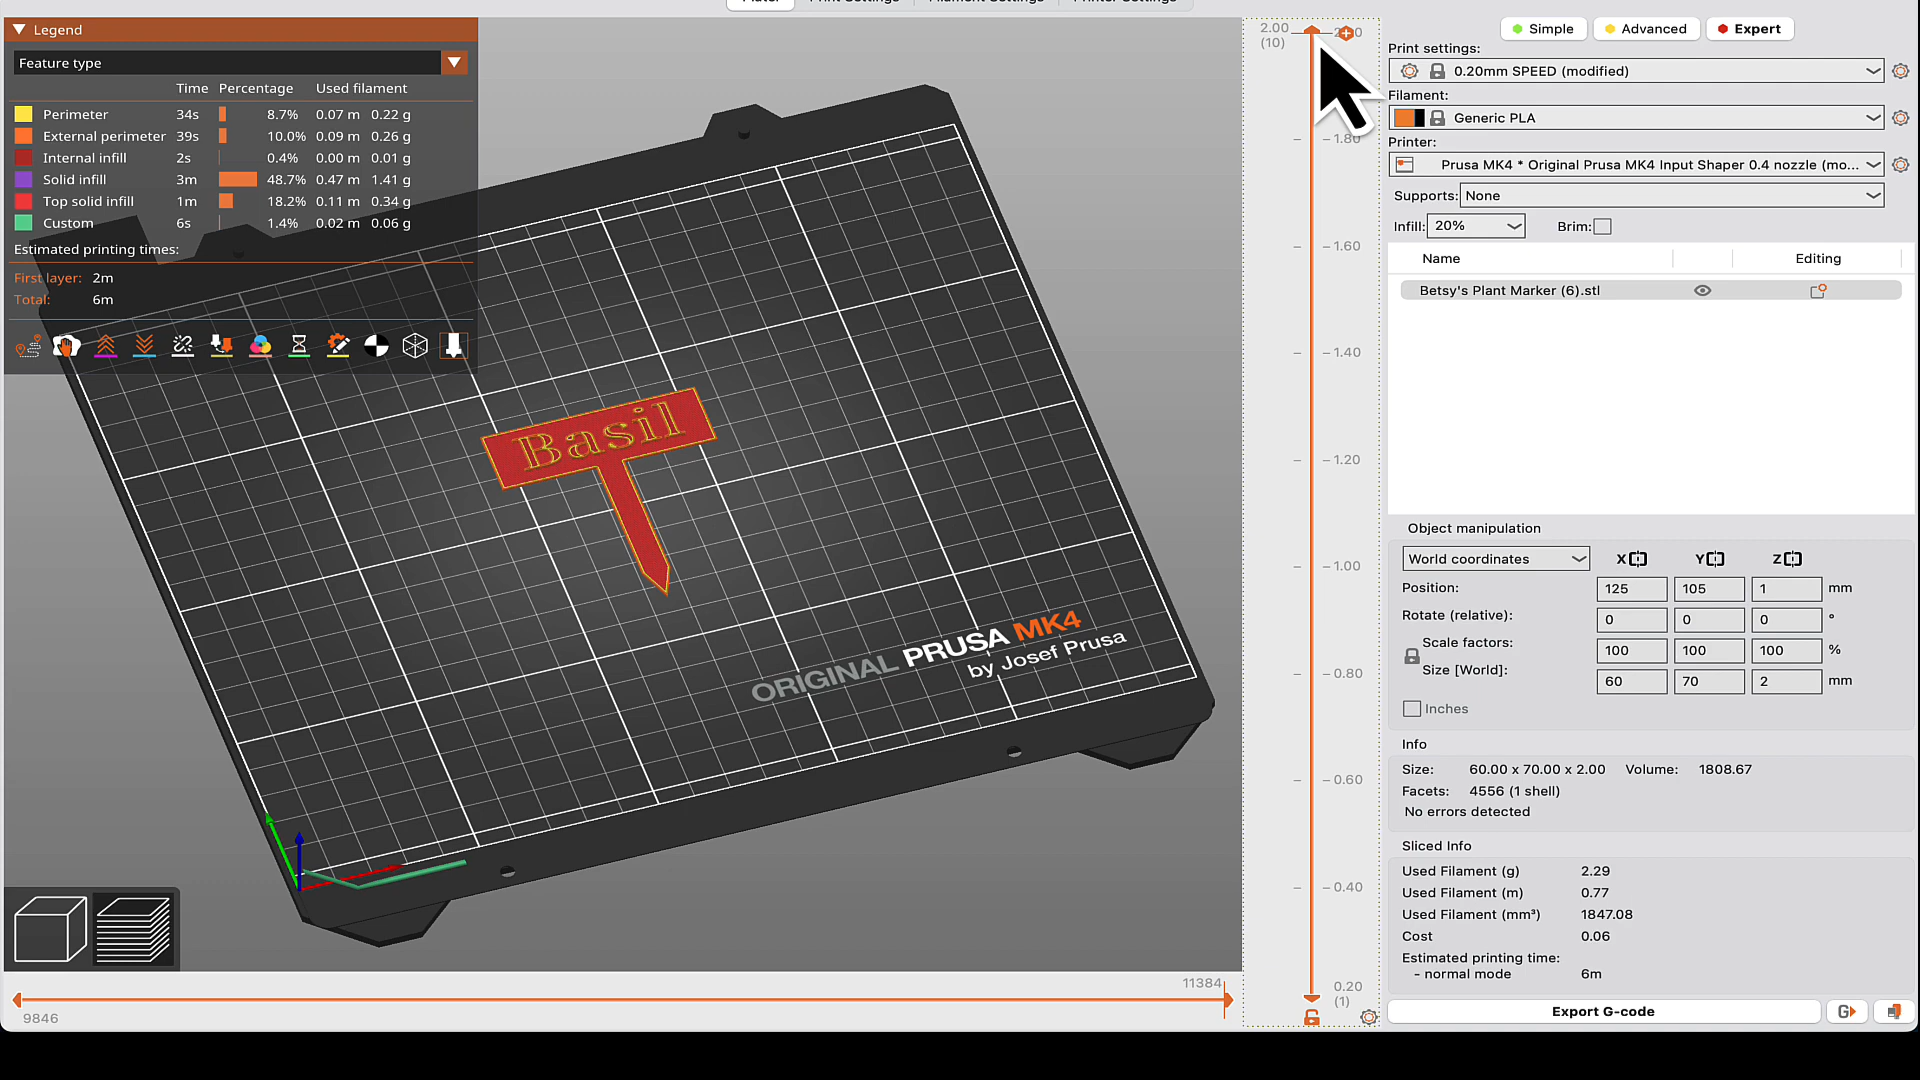 Plater Print Settings Filament Settings Printer Settings
Legend
Feature type
Time Percentage Used filament
Perimeter 34s 8.7% 0.07 m 0.22 g
External perimeter 39s 10.0% 0.09 m 0.26 g
Internal infill 2s 0.4% 0.00 m 0.01 g
Solid infill 3m 48.7% 0.47 m 1.41 g
Top solid infill 1m 18.2% 0.11 m 0.34 g
Custom 6s 1.4% 0.02 m 0.06 g
Estimated printing times:
First layer: 2m
Total: 6m
Basil
ORIGINAL PRUSA MK4
by Josef Prusa
11384
9846
2.00
(10)
1.80
1.60
1.40
1.20
1.00
0.80
0.60
0.40
0.20
(1)
Simple Advanced Expert
Print settings:
0.20mm SPEED (modified)
Filament:
Generic PLA
Printer:
Prusa MK4 * Original Prusa MK4 Input Shaper 0.4 nozzle (mo...
Supports: None
Infill: 20% Brim:
Name Editing
Betsy's Plant Marker (6).stl
Object manipulation
World coordinates X Y Z
Position: 125 105 1 mm
Rotate (relative): 0 0 0 °
Scale factors: 100 100 100 %
Size [World]: 60 70 2 mm
Inches
Info
Size: 60.00 x 70.00 x 2.00 Volume: 1808.67
Facets: 4556 (1 shell)
No errors detected
Sliced Info
Used Filament (g) 2.29
Used Filament (m) 0.77
Used Filament (mm³) 1847.08
Cost 0.06
Estimated printing time:
- normal mode 6m
Export G-code G